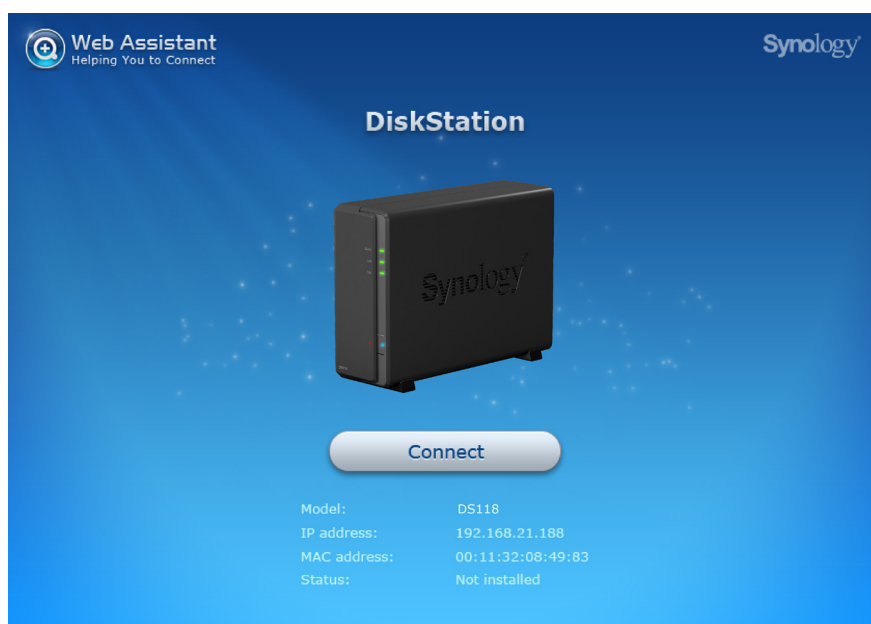 Web Assistant
Helping You to Connect
Synology
DiskStation
Synology
Connect
Model: DS118
IP address: 192.168.21.188
MAC address: 00:11:32:08:49:83
Status: Not installed